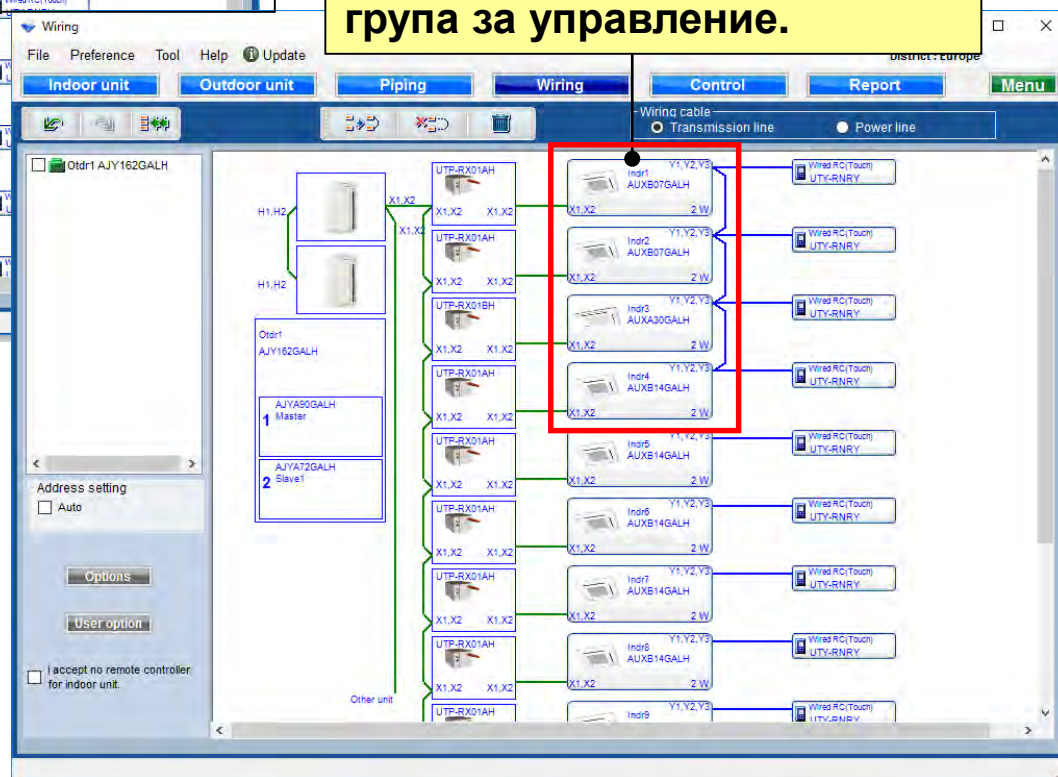 група за управление.
Wiring
File Preference Tool Help Update
District : Europe
Indoor unit Outdoor unit Piping Wiring Control Report Menu
Wiring cable
Transmission line Power line
Otdr1 AJY162GALH
H1,H2
H1,H2
X1,X2
X1,X2
Otdr1
AJY162GALH
AJYA90GALH
1 Master
AJYA72GALH
2 Slave1
Other unit
UTP-RX01AH
X1,X2 X1,X2
Indr1
AUXB07GALH
Y1,Y2,Y3
X1,X2 2 W
Wired RC(Touch)
UTY-RNRY
UTP-RX01AH
X1,X2 X1,X2
Indr2
AUXB07GALH
Y1,Y2,Y3
X1,X2 2 W
Wired RC(Touch)
UTY-RNRY
UTP-RX01BH
X1,X2 X1,X2
Indr3
AUXA30GALH
Y1,Y2,Y3
X1,X2 2 W
Wired RC(Touch)
UTY-RNRY
UTP-RX01AH
X1,X2 X1,X2
Indr4
AUXB14GALH
Y1,Y2,Y3
X1,X2 2 W
Wired RC(Touch)
UTY-RNRY
UTP-RX01AH
X1,X2 X1,X2
Indr5
AUXB14GALH
Y1,Y2,Y3
X1,X2 2 W
Wired RC(Touch)
UTY-RNRY
UTP-RX01AH
X1,X2 X1,X2
Indr6
AUXB14GALH
Y1,Y2,Y3
X1,X2 2 W
Wired RC(Touch)
UTY-RNRY
UTP-RX01AH
X1,X2 X1,X2
Indr7
AUXB14GALH
Y1,Y2,Y3
X1,X2 2 W
Wired RC(Touch)
UTY-RNRY
UTP-RX01AH
X1,X2 X1,X2
Indr8
AUXB14GALH
Y1,Y2,Y3
X1,X2 2 W
Wired RC(Touch)
UTY-RNRY
UTP-RX01AH
Indr9
Y1,Y2,Y3
Wired RC(Touch)
UTY-RNRY
Address setting
Auto
Options
User option
I accept no remote controller
for indoor unit.